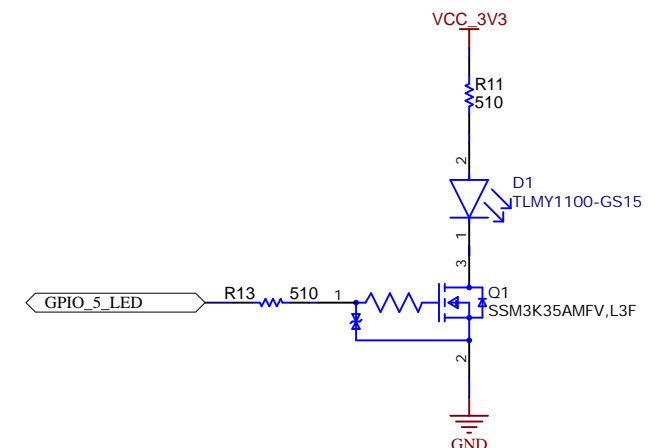 VCC_3V3
R11
510
2
D1
TLMY1100-GS15
1
3
GPIO_5_LED
R13 510 1
Q1
SSM3K35AMFV,L3F
2
GND